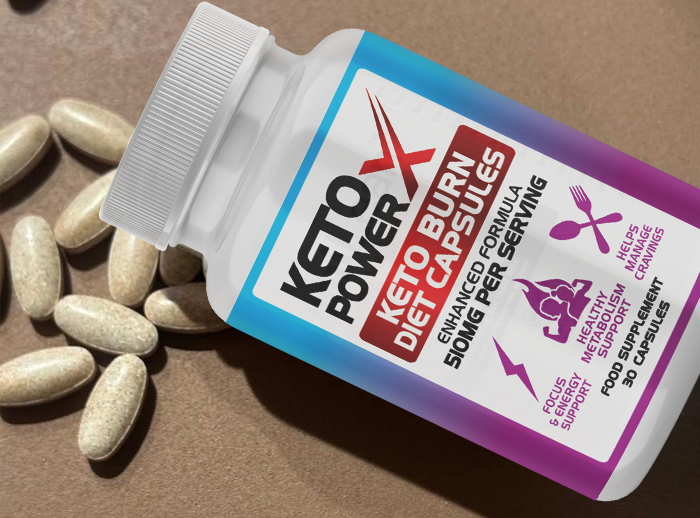 KETO
POWER X
KETO BURN
DIET CAPSULES
ENHANCED FORMULA
510MG PER SERVING
HELPS
MANAGE
CRAVINGS
HEALTHY
METABOLISM
SUPPORT
FOCUS
& ENERGY
SUPPORT
FOOD SUPPLEMENT
30 CAPSULES